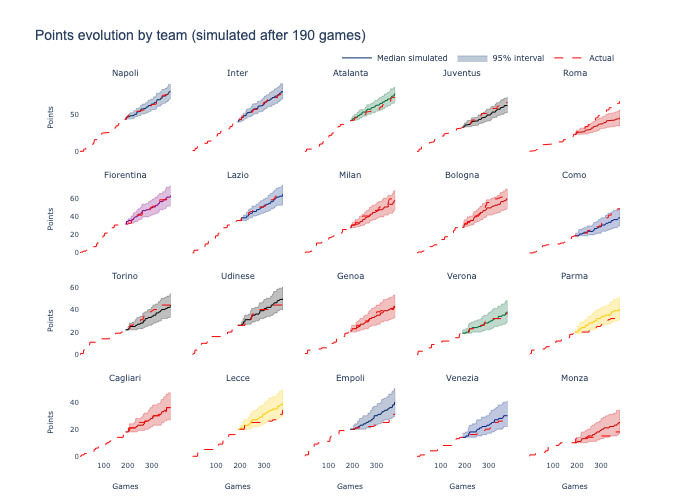 Points evolution by team (simulated after 190 games)
Median simulated 95% interval Actual
Napoli Inter Atalanta Juventus Roma
Points
50
0
Fiorentina Lazio Milan Bologna Como
Points
60
40
20
0
Torino Udinese Genoa Verona Parma
Points
60
40
20
0
Cagliari Lecce Empoli Venezia Monza
Points
40
20
0
100 200 300 100 200 300 100 200 300 100 200 300 100 200 300
Games Games Games Games Games